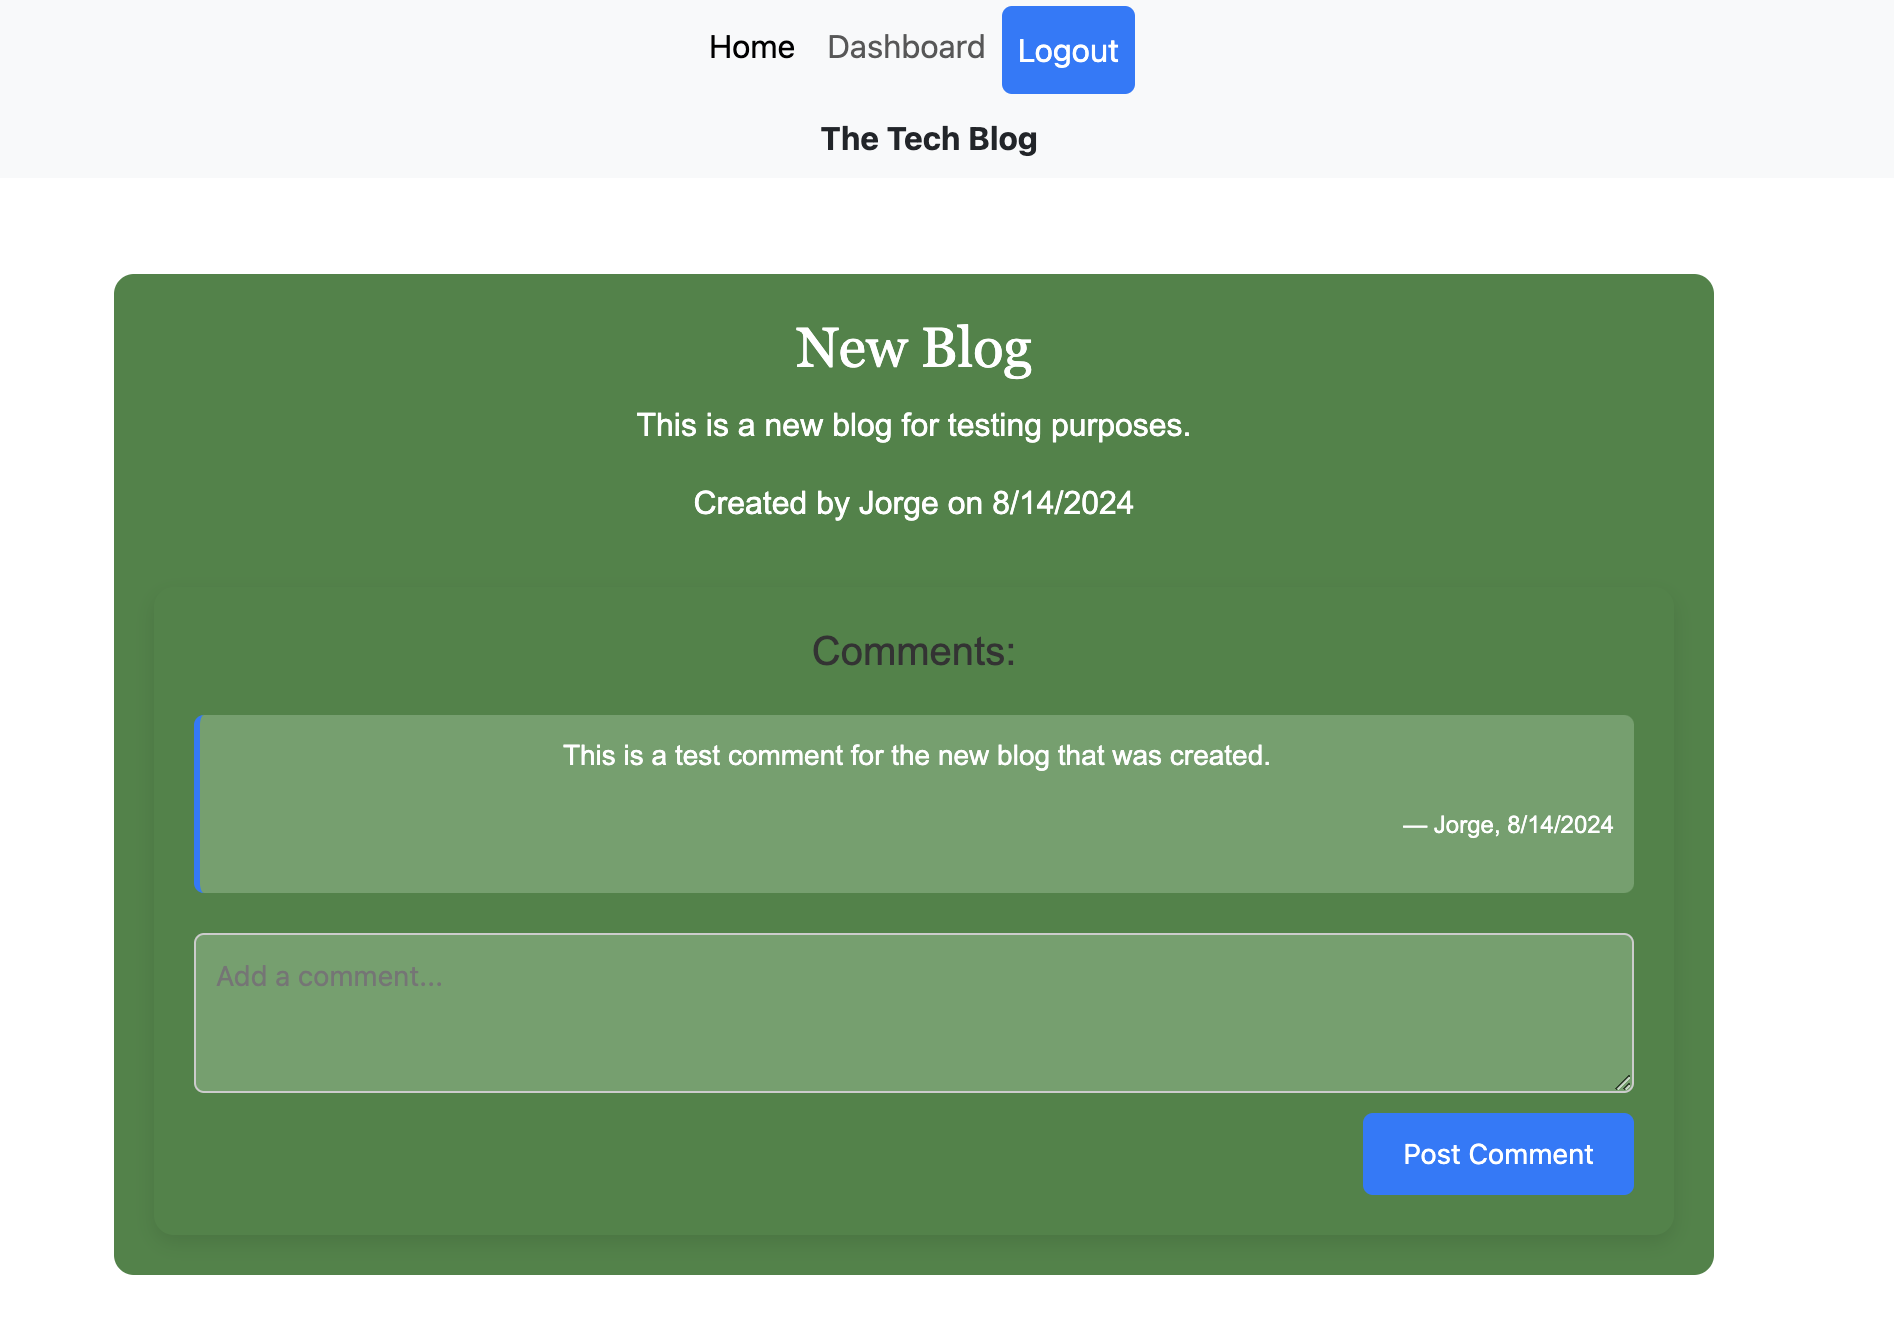 Home Dashboard Logout
The Tech Blog
New Blog
This is a new blog for testing purposes.
Created by Jorge on 8/14/2024
Comments:
This is a test comment for the new blog that was created.
— Jorge, 8/14/2024
Add a comment...
Post Comment